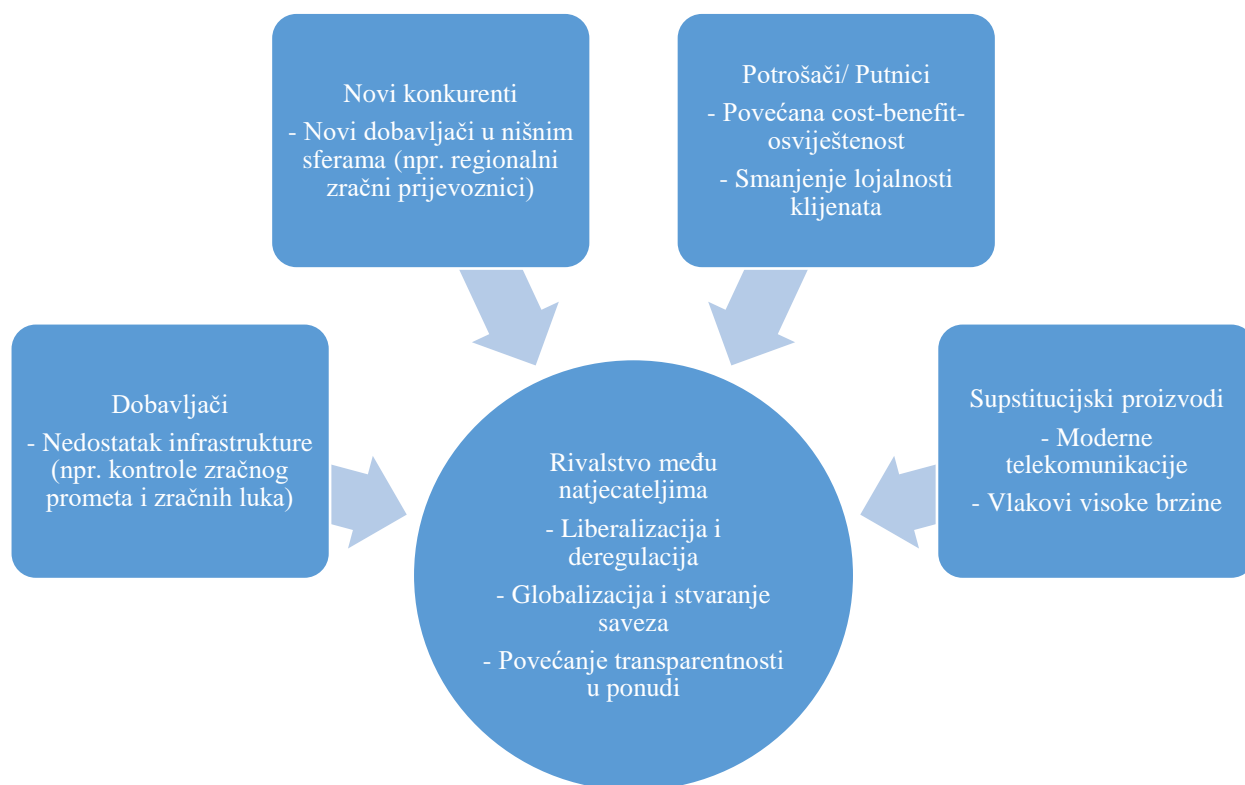 Novi konkurenti
- Novi dobavljači u nišnim
sferama (npr. regionalni
zračni prijevoznici)
Potrošači/ Putnici
- Povećana cost-benefit-
osviještenost
- Smanjenje lojalnosti
klijenata
Dobavljači
- Nedostatak infrastrukture
(npr. kontrole zračnog
prometa i zračnih luka)
Supstitucijski proizvodi
- Moderne
telekomunikacije
- Vlakovi visoke brzine
Rivalstvo među
natjecateljima
- Liberalizacija i
deregulacija
- Globalizacija i stvaranje
saveza
- Povećanje transparentnosti
u ponudi